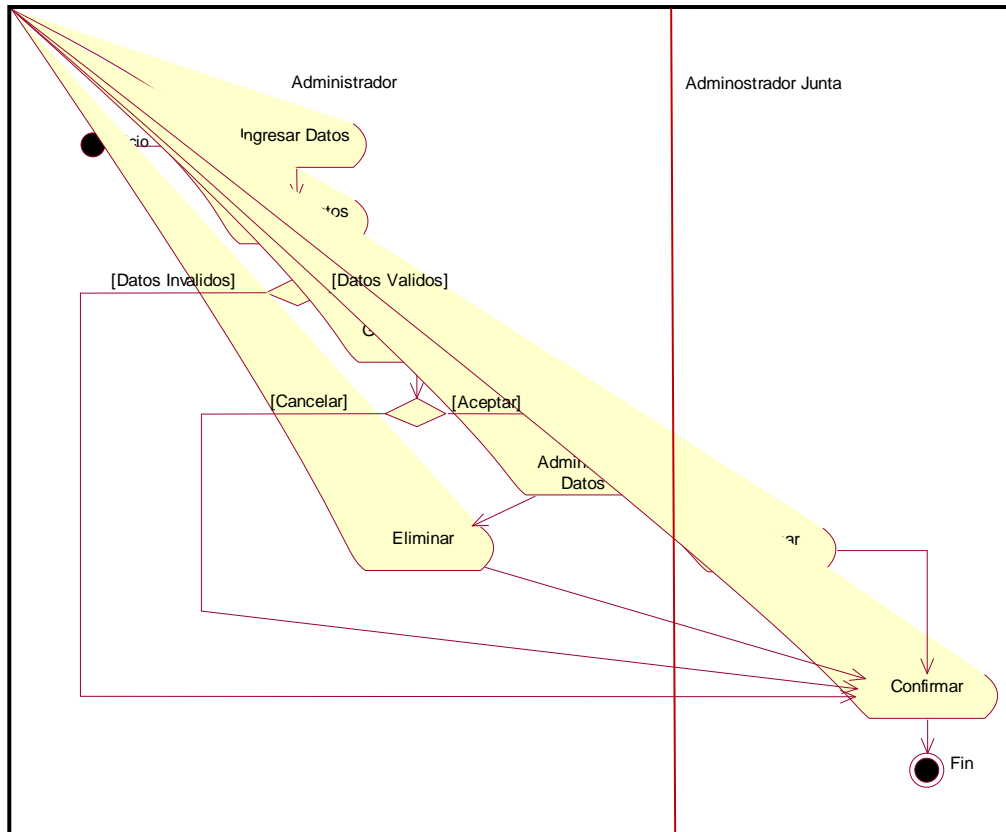 Administrador
Adminostrador Junta
Ingresar Datos
[Datos Invalidos]
[Datos Validos]
[Cancelar]
[Aceptar]
Datos
Eliminar
Confirmar
Fin